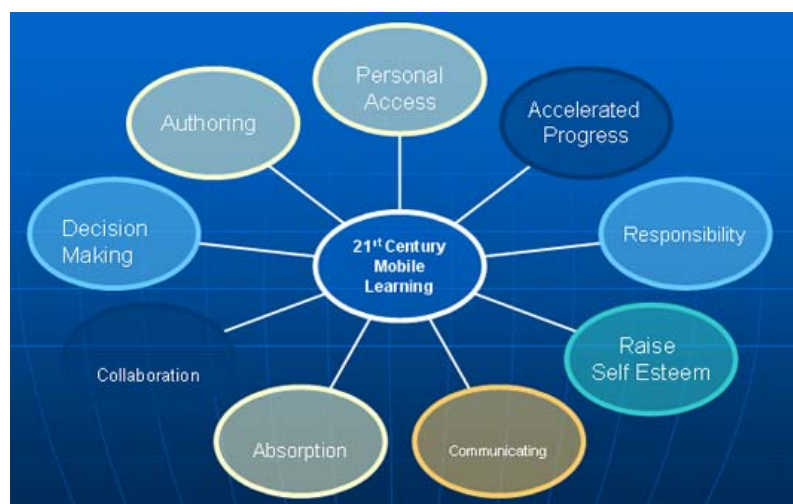 Personal
Access
Accelerated
Progress
Authoring
Responsibility
Decision
Making
21st Century
Mobile
Learning
Raise
Self Esteem
Collaboration
Absorption
Communicating